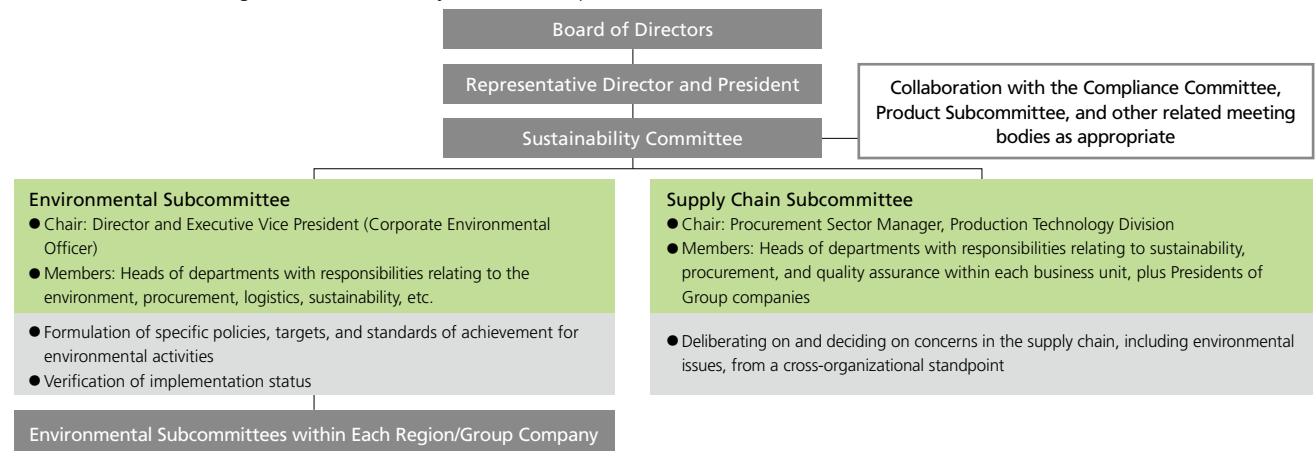 Board of Directors
Representative Director and President
Collaboration with the Compliance Committee,
Product Subcommittee, and other related meeting
bodies as appropriate
Sustainability Committee
Environmental Subcommittee
● Chair: Director and Executive Vice President (Corporate Environmental
Officer)
● Members: Heads of departments with responsibilities relating to the
environment, procurement, logistics, sustainability, etc.
● Formulation of specific policies, targets, and standards of achievement for
environmental activities
● Verification of implementation status
Environmental Subcommittees within Each Region/Group Company
Supply Chain Subcommittee
● Chair: Procurement Sector Manager, Production Technology Division
● Members: Heads of departments with responsibilities relating to sustainability,
procurement, and quality assurance within each business unit, plus Presidents of
Group companies
● Deliberating on and deciding on concerns in the supply chain, including environmental
issues, from a cross-organizational standpoint